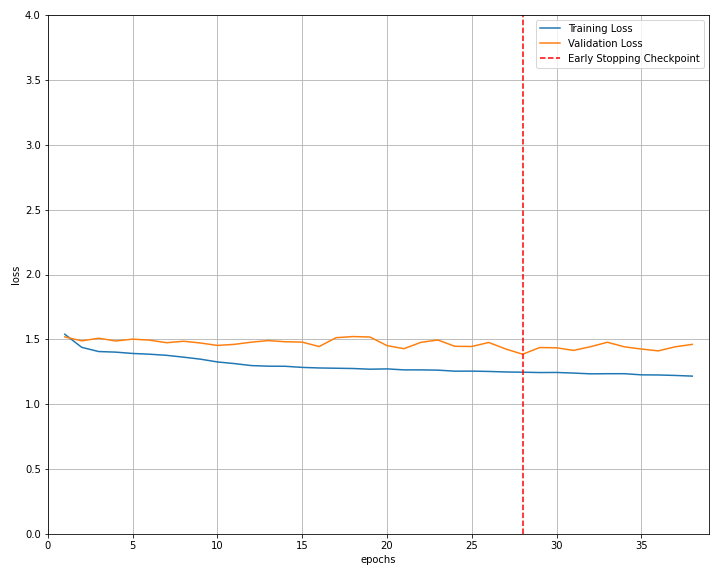 4.0
3.5
3.0
2.5
2.0
1.5
1.0
0.5
0.0
loss
0 5 10 15 20 25 30 35
epochs
Training Loss
Validation Loss
Early Stopping Checkpoint